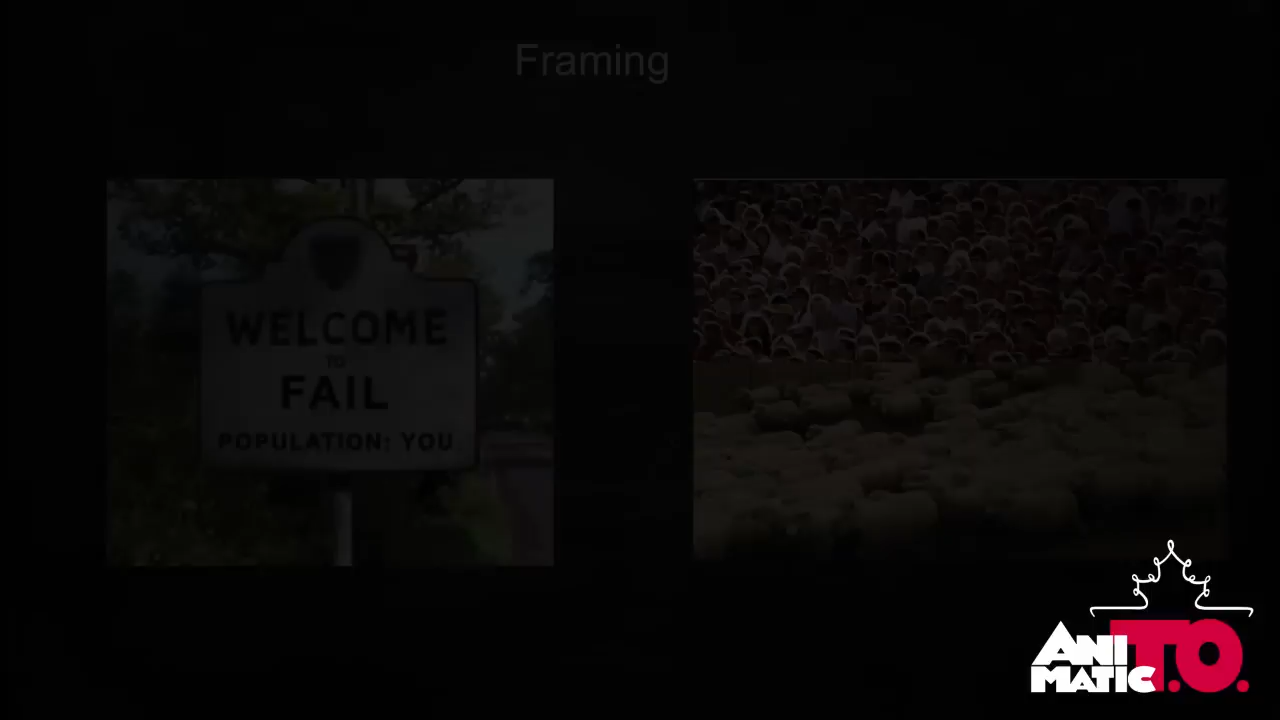 Framing
WELCOME
TO
FAIL
POPULATION: YOU
ANI
MATIC T.O.